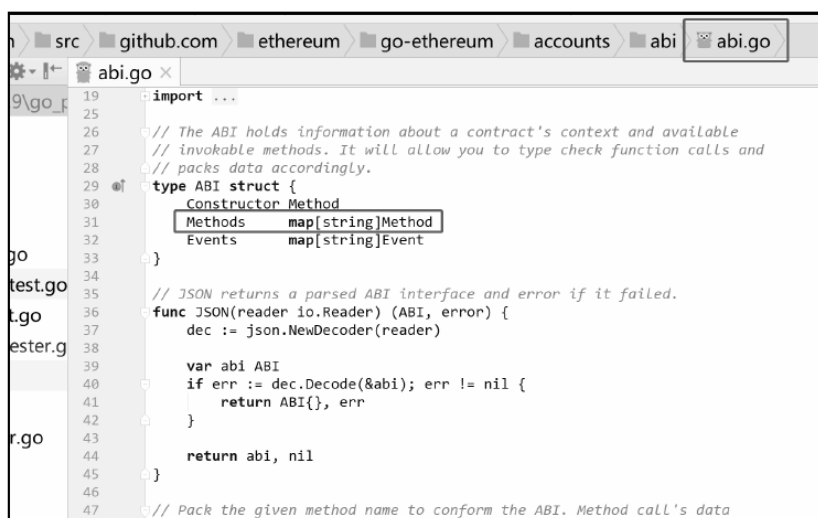 src github.com ethereum go-ethereum accounts abi abi.go
abi.go
9\go_p
19 import ...
25
26 // The ABI holds information about a contract's context and available
27 // invokable methods. It will allow you to type check function calls and
28 // packs data accordingly.
29 type ABI struct {
30 Constructor Method
31 Methods map[string]Method
32 Events map[string]Event
go
33 }
34
test.go
35 // JSON returns a parsed ABI interface and error if it failed.
t.go
36 func JSON(reader io.Reader) (ABI, error) {
37 dec := json.NewDecoder(reader)
ester.g
38
39 var abi ABI
40 if err := dec.Decode(&abi); err != nil {
41 return ABI{}, err
42 }
r.go
43
44 return abi, nil
45 }
46
47 // Pack the given method name to conform the ABI. Method call's data